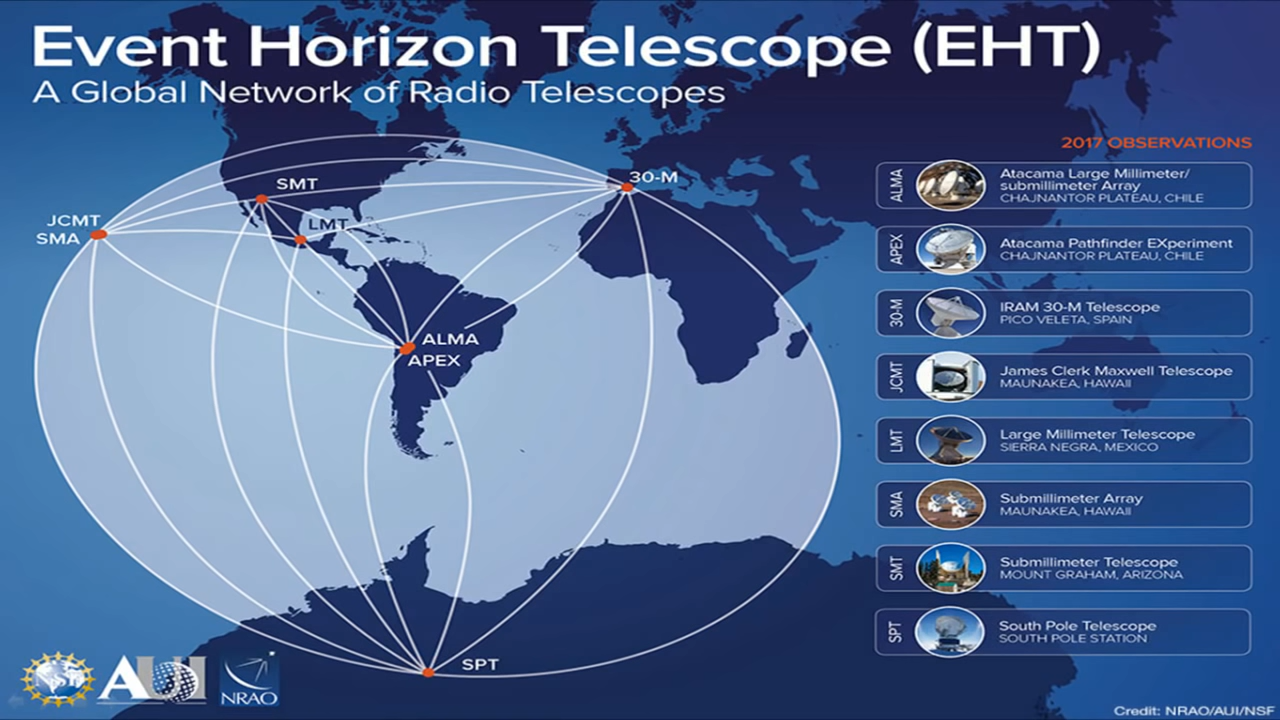 Event Horizon Telescope (EHT)
A Global Network of Radio Telescopes
2017 OBSERVATIONS
SMT
30-M
JCMT
SMA
LMT
ALMA
APEX
SPT
ALMA
Atacama Large Millimeter/
submillimeter Array
CHAJNANTOR PLATEAU, CHILE
APEX
Atacama Pathfinder EXperiment
CHAJNANTOR PLATEAU, CHILE
30-M
IRAM 30-M Telescope
PICO VELETA, SPAIN
JCMT
James Clerk Maxwell Telescope
MAUNAKEA, HAWAII
LMT
Large Millimeter Telescope
SIERRA NEGRA, MEXICO
SMA
Submillimeter Array
MAUNAKEA, HAWAII
SMT
Submillimeter Telescope
MOUNT GRAHAM, ARIZONA
SPT
South Pole Telescope
SOUTH POLE STATION
NSF
AUI
NRAO
Credit: NRAO/AUI/NSF